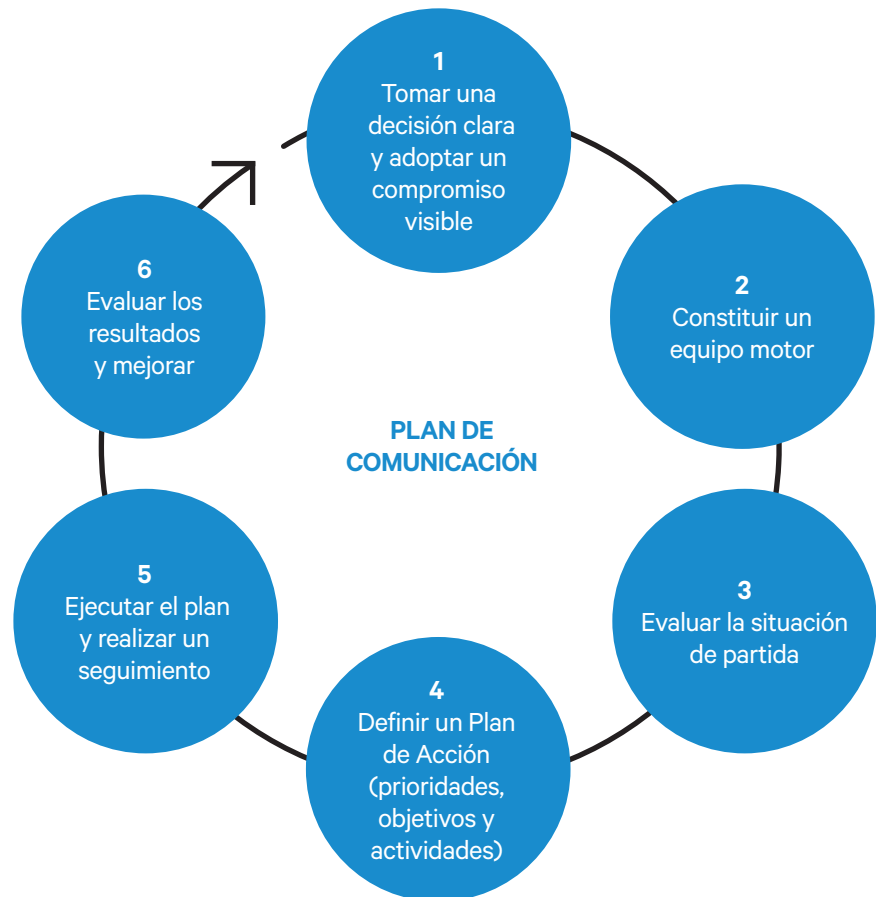 1
Tomar una
decisión clara
y adoptar un
compromiso
visible
2
Constituir un
equipo motor
3
Evaluar la situación
de partida
4
Definir un Plan
de Acción
(prioridades,
objetivos y
actividades)
5
Ejecutar el plan
y realizar un
seguimiento
6
Evaluar los
resultados
y mejorar
PLAN DE
COMUNICACIÓN